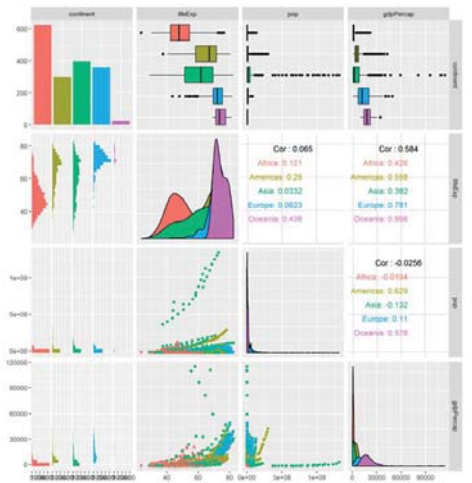 continent lifeExp pop gdpPercap
600
400
200
0
continent
80
60
40
Cor : 0.065
Africa: 0.121
Americas: 0.25
Asia: 0.0332
Europe: 0.0623
Oceania: 0.438
Cor : 0.584
Africa: 0.426
Americas: 0.558
Asia: 0.382
Europe: 0.781
Oceania: 0.956
lifeExp
1e+09
5e+08
0e+00
Cor : -0.0256
Africa: -0.0194
Americas: 0.629
Asia: -0.132
Europe: 0.11
Oceania: 0.578
pop
120000
90000
60000
30000
0
gdpPercap
40 60 80 0e+00 5e+08 1e+09 0 30000 60000 90000